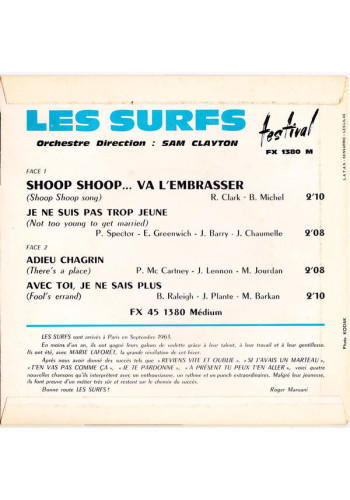 LES SURFS
festival
Orchestre Direction : SAM CLAYTON
FX 1380 M
FACE 1
SHOOP SHOOP... VA L'EMBRASSER
(Shoop Shoop song) R. Clark - B. Michel 2'10
JE NE SUIS PAS TROP JEUNE
(Not too young to get married)
P. Spector - E. Greenwich - J. Barry - J. Chaumelle 2'08
FACE 2
ADIEU CHAGRIN
(There's a place) P. Mc Cartney - J. Lennon - M. Jourdan 2'08
AVEC TOI, JE NE SAIS PLUS
(Fool's errand) B. Raleigh - J. Plante - M. Barkan 2'10
FX 45 1380 Médium
LES SURFS sont arrivés à Paris en Septembre 1963.
En moins d'un an, ils ont gagné leurs galons de vedette grâce à leur talent, à leur travail et à leur gentillesse.
Ils ont été, avec MARIE LAFORÊT, la grande révélation de cet hiver.
Après nous avoir donné des succès tels que « REVIENS VITE ET OUBLIE », « SI J'AVAIS UN MARTEAU »,
« T'EN VAS PAS COMME ÇA », « JE TE PARDONNE », « A PRÉSENT TU PEUX T'EN ALLER », voici quatre
nouvelles chansons qu'ils interprètent avec un enthousiasme, un rythme et un punch extraordinaires. Malgré leur jeunesse,
ils font preuve d'un métier très sûr et restent sur le chemin du succès.
Bonne route LES SURFS !
Roger Marouani
Photo KODAK